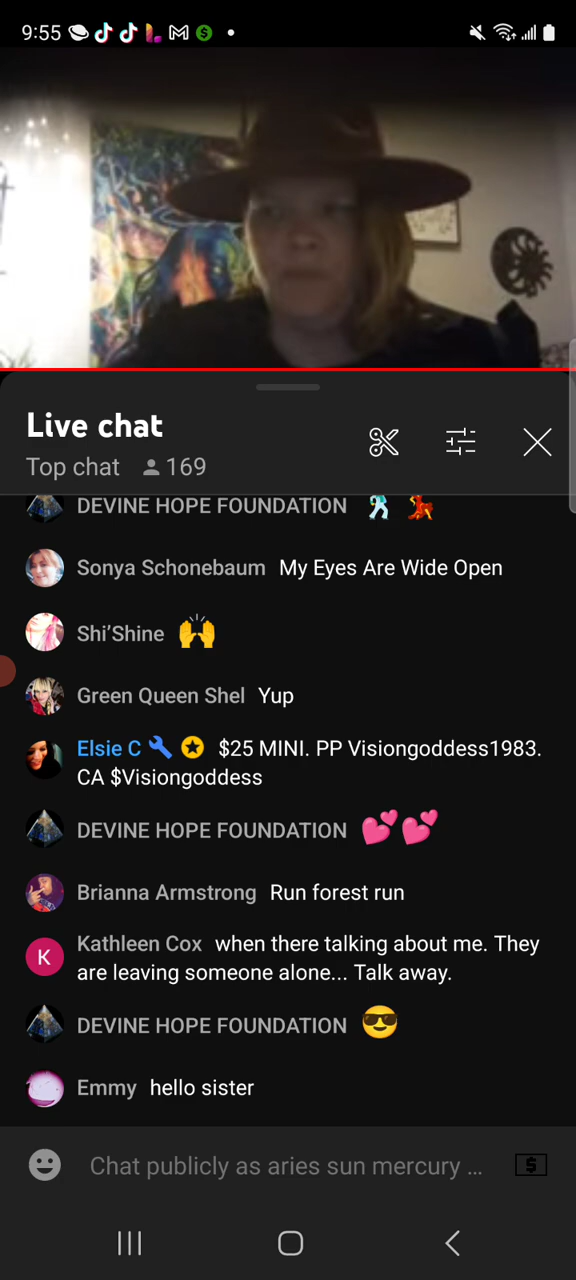 9:55
Live chat
Top chat 169
DEVINE HOPE FOUNDATION 🕺 💃
Sonya Schonebaum My Eyes Are Wide Open
Shi’Shine 🙌
Green Queen Shel Yup
Elsie C $25 MINI. PP Visiongoddess1983.
CA $Visiongoddess
DEVINE HOPE FOUNDATION 💕💕
Brianna Armstrong Run forest run
K
Kathleen Cox when there talking about me. They
are leaving someone alone... Talk away.
DEVINE HOPE FOUNDATION 😎
Emmy hello sister
Chat publicly as aries sun mercury ...